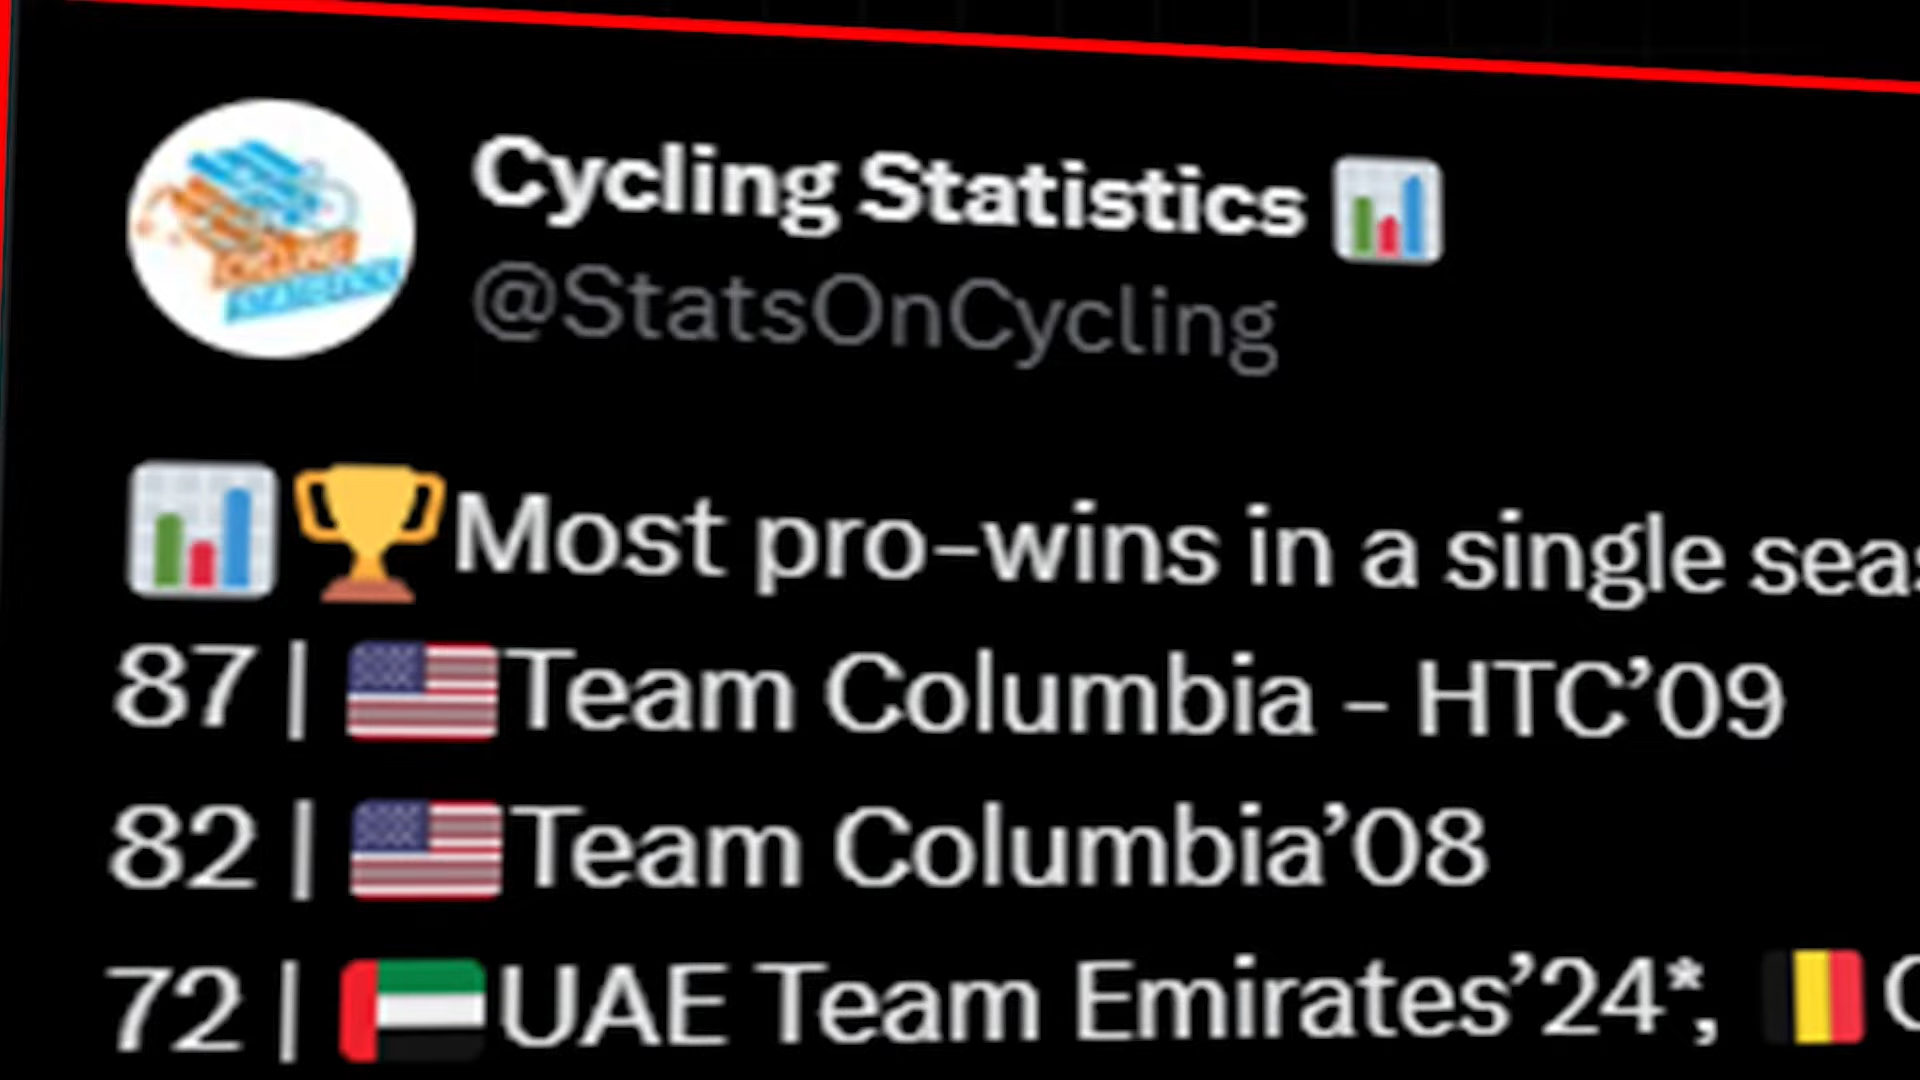 Cycling Statistics 📊
@StatsOnCycling
📊🏆Most pro-wins in a single
87 | 🇺🇸Team Columbia - HTC’09
82 | 🇺🇸Team Columbia’08
72 | 🇦🇪UAE Team Emirates’24*, 🇧🇪